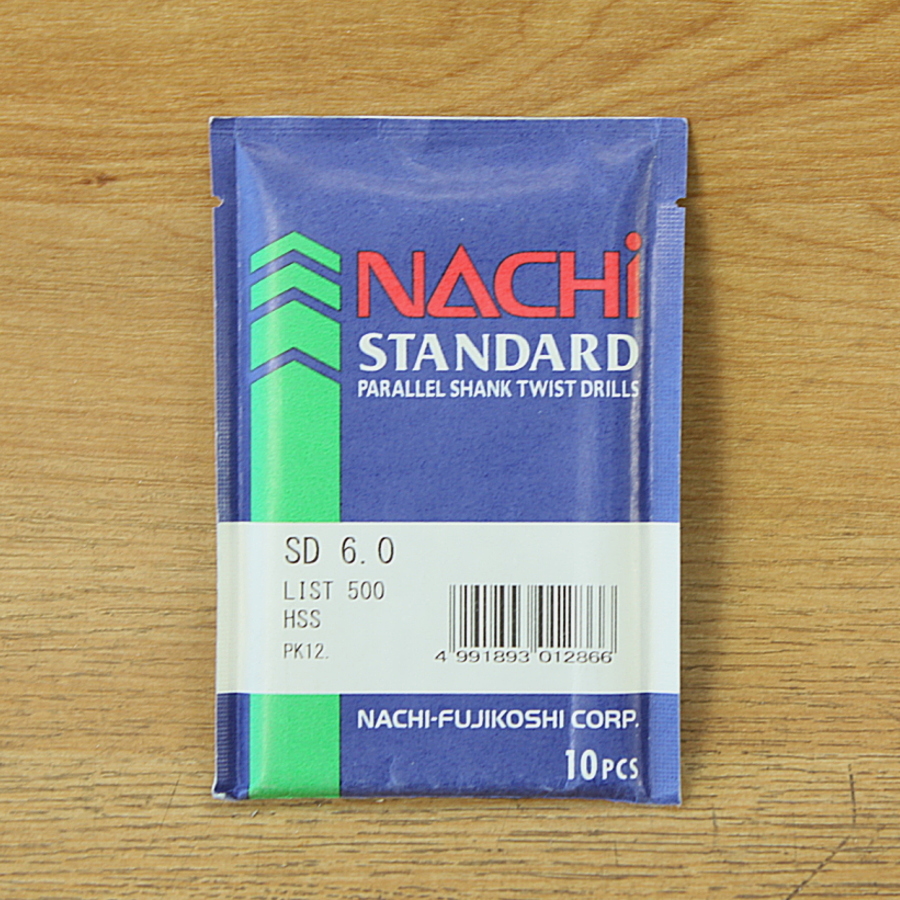 NACHi
STANDARD
PARALLEL SHANK TWIST DRILLS
SD 6.0
LIST 500
HSS
PK12.
4 991893 012866
NACHI-FUJIKOSHI CORP.
10PCS